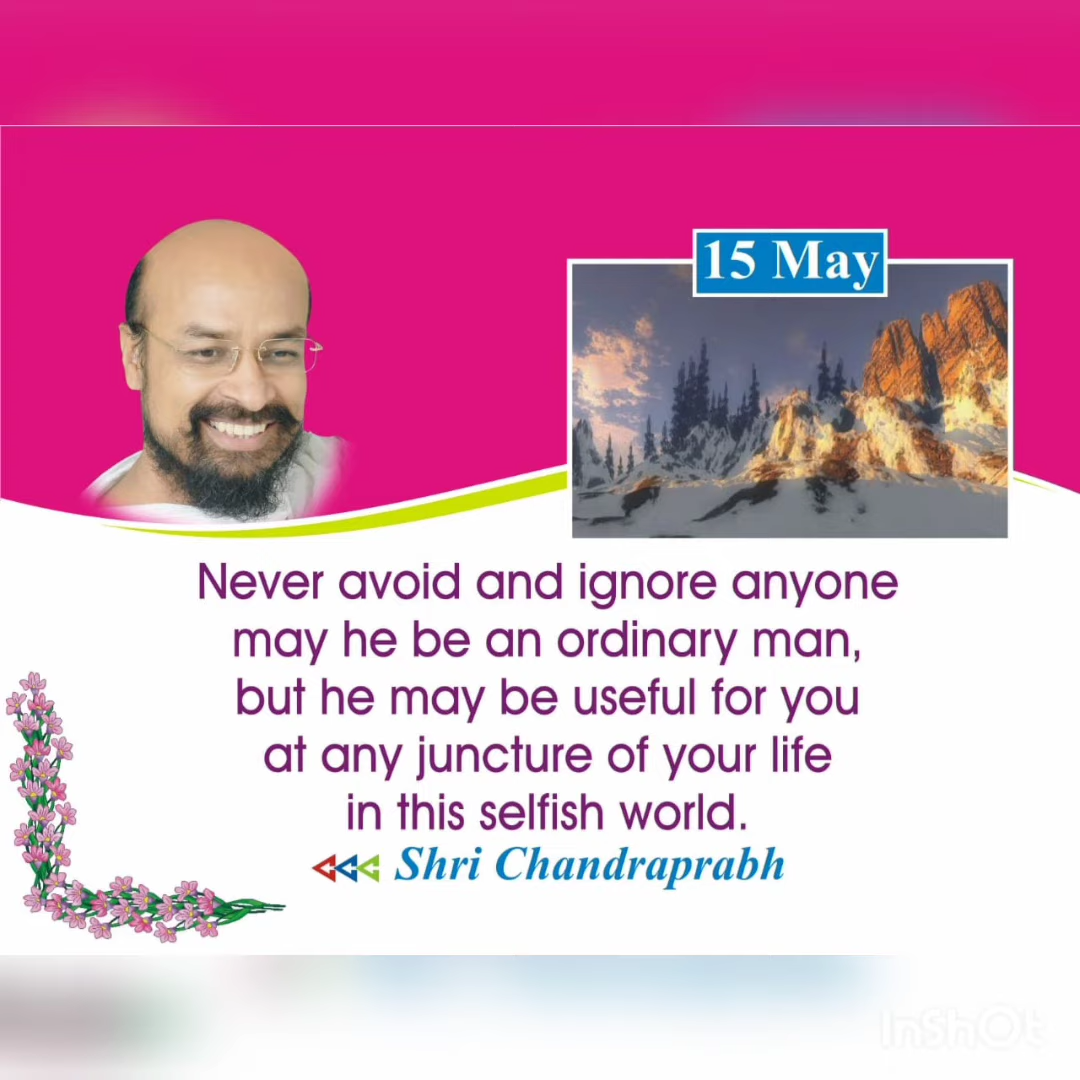 15 May
Never avoid and ignore anyone
may he be an ordinary man,
but he may be useful for you
at any juncture of your life
in this selfish world.
Shri Chandraprabh
InShOt